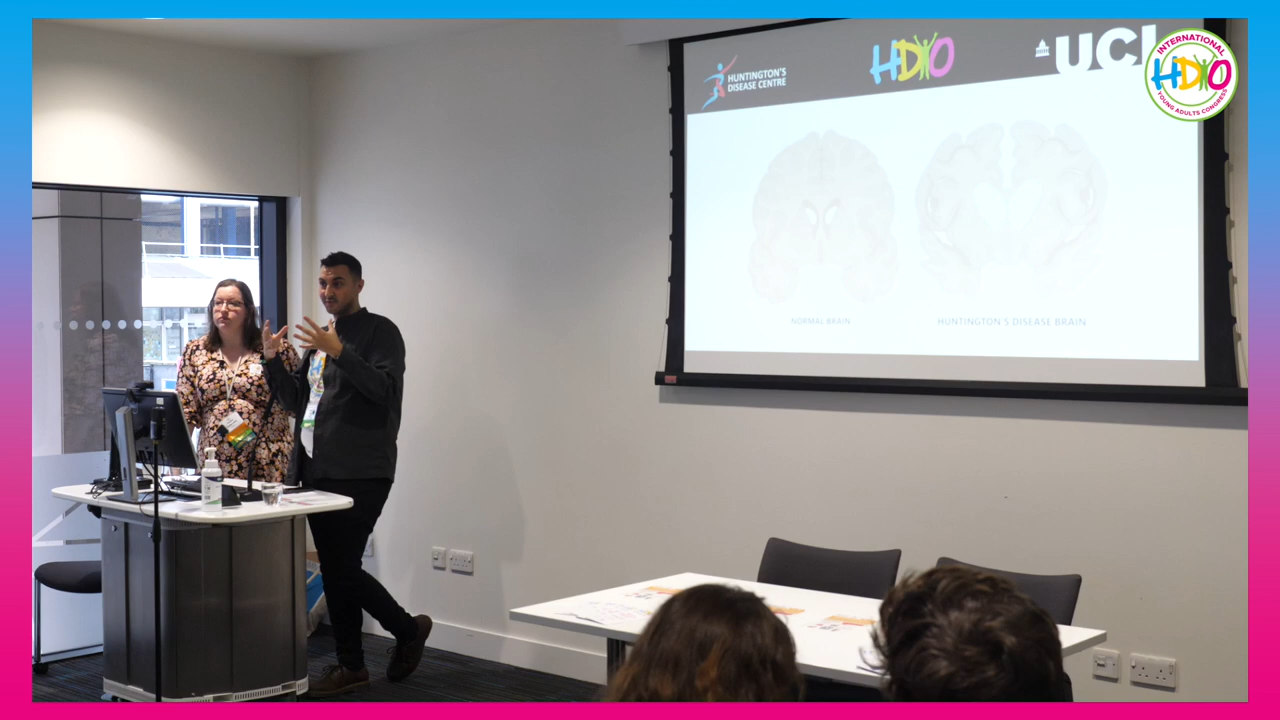 HUNTINGTON'S
DISEASE CENTRE
HDYO
UCL
INTERNATIONAL
HDYO
YOUNG ADULTS CONGRESS
NORMAL BRAIN
HUNTINGTON'S DISEASE BRAIN